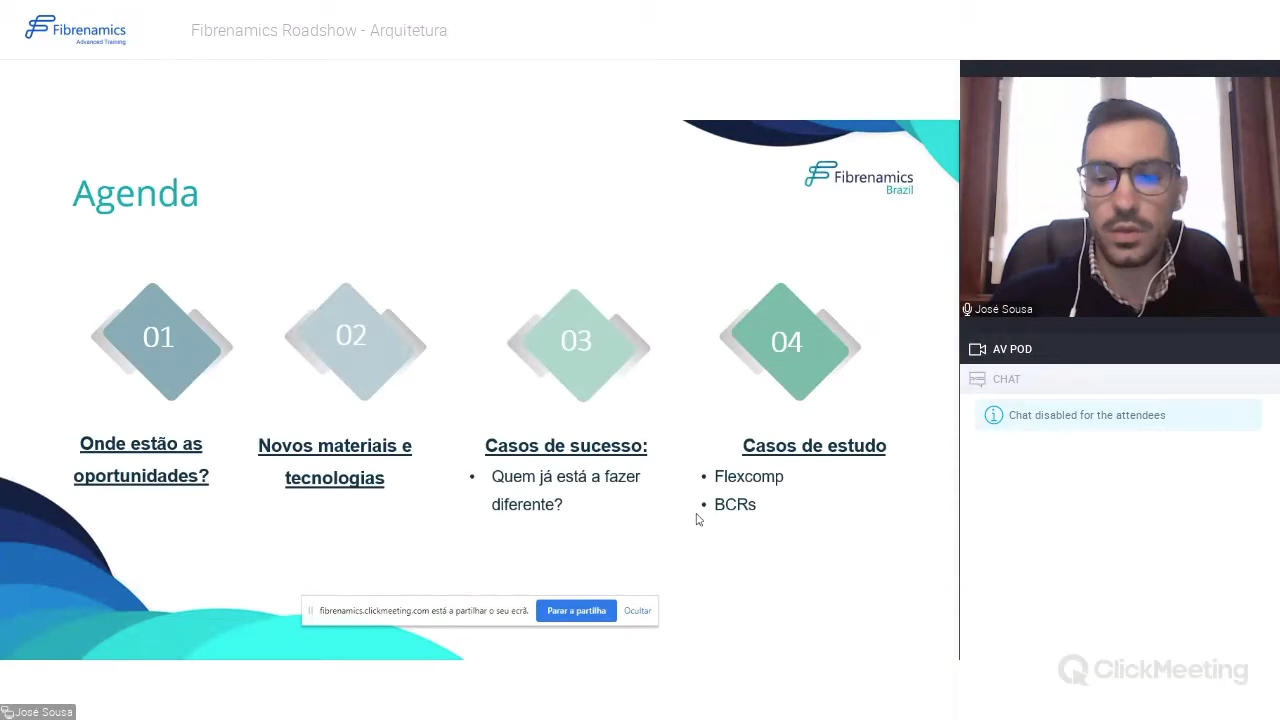 Fibrenamics
Advanced Training
Fibrenamics Roadshow - Arquitetura
Agenda
Fibrenamics
Brazil
01
02
03
04
Onde estão as
oportunidades?
Novos materiais e
tecnologias
Casos de sucesso:
• Quem já está a fazer
diferente?
Casos de estudo
• Flexcomp
• BCRs
fibrenamics.clickmeeting.com está a partilhar o seu ecrã.
Parar a partilha
Ocultar
José Sousa
AV POD
CHAT
Chat disabled for the attendees
ClickMeeting
José Sousa